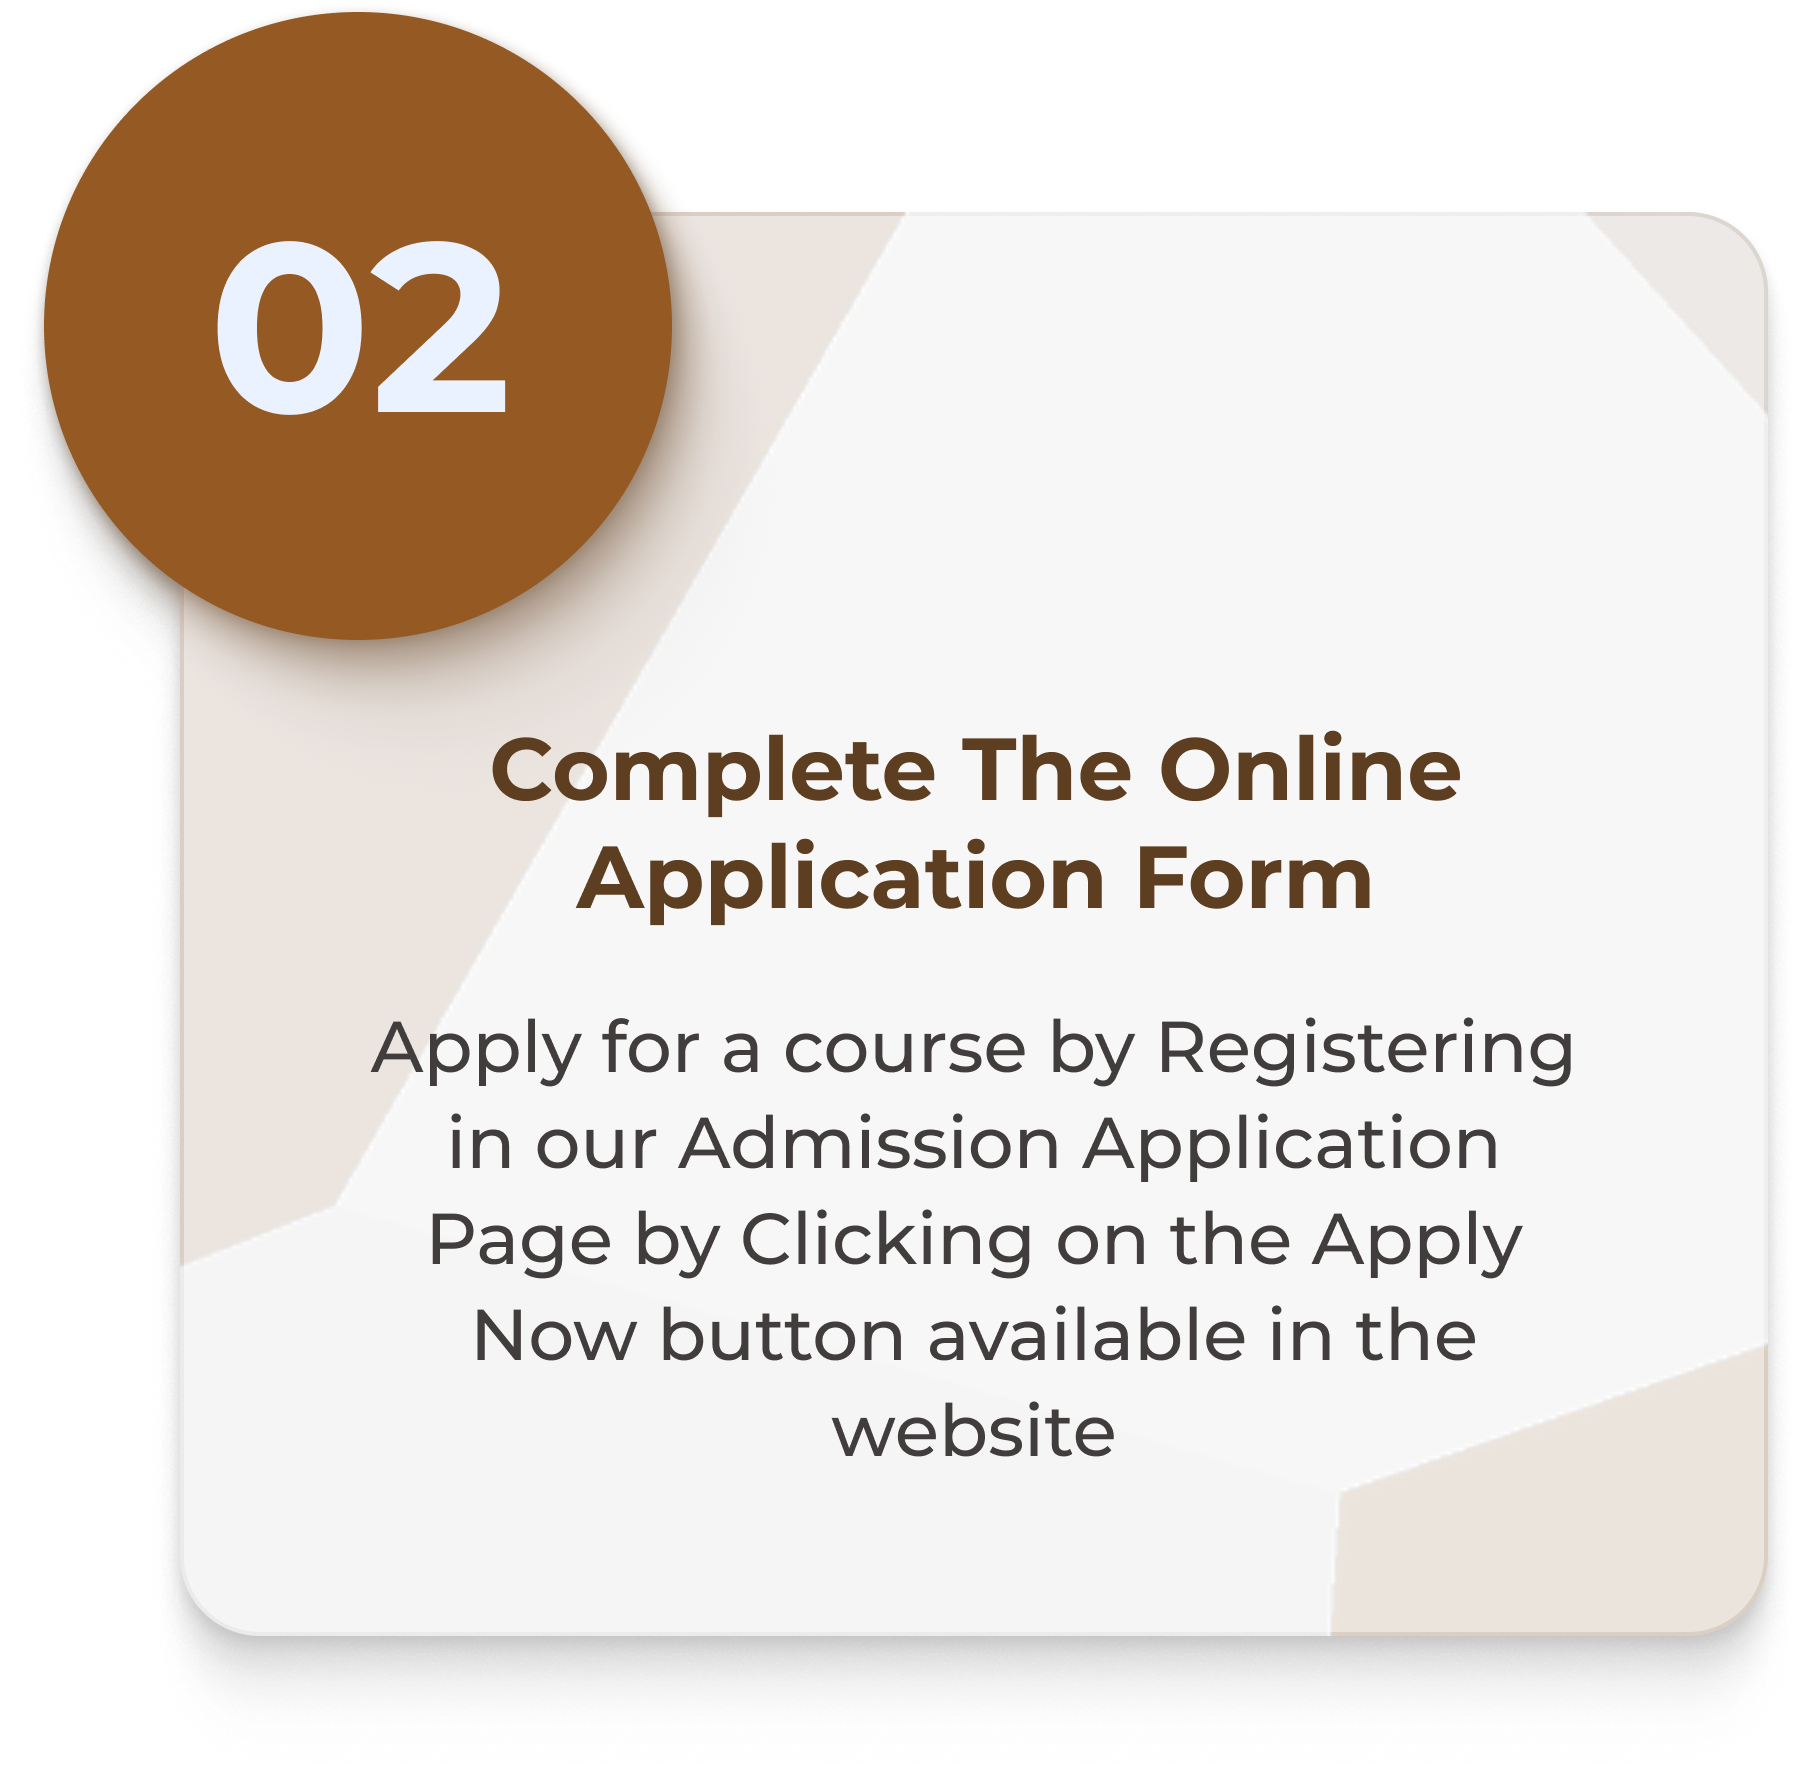 02
Complete The Online
Application Form
Apply for a course by Registering
in our Admission Application
Page by Clicking on the Apply
Now button available in the
website